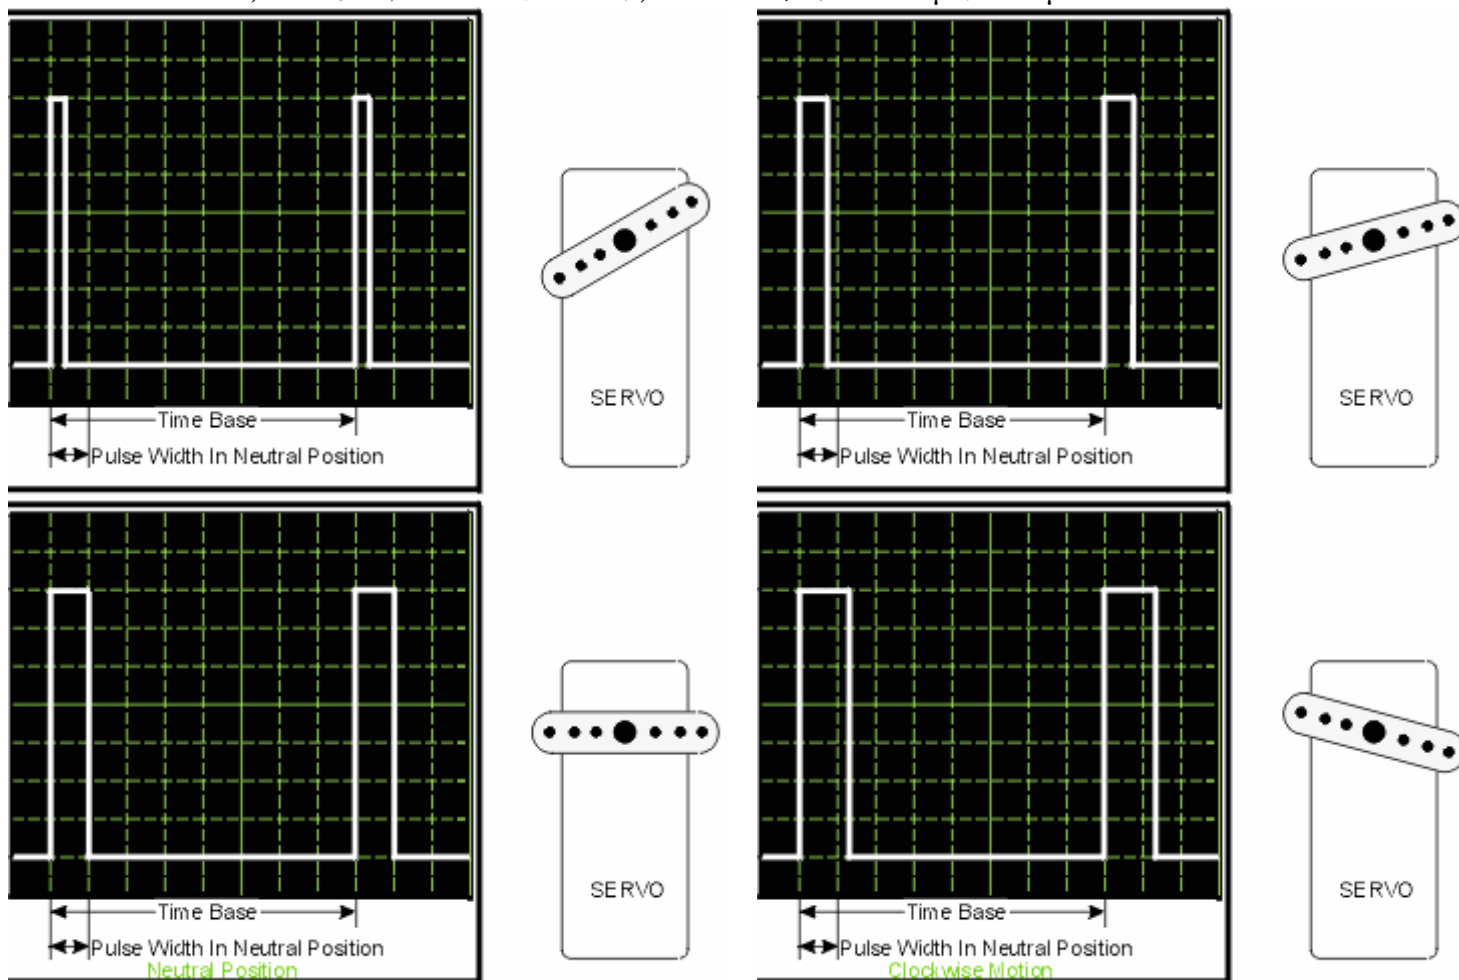 SERVO
SERVO
Time Base
Time Base
Pulse Width In Neutral Position
Pulse Width In Neutral Position
SERVO
SERVO
Time Base
Time Base
Pulse Width In Neutral Position
Pulse Width In Neutral Position
Neutral Position
Clockwise Motion